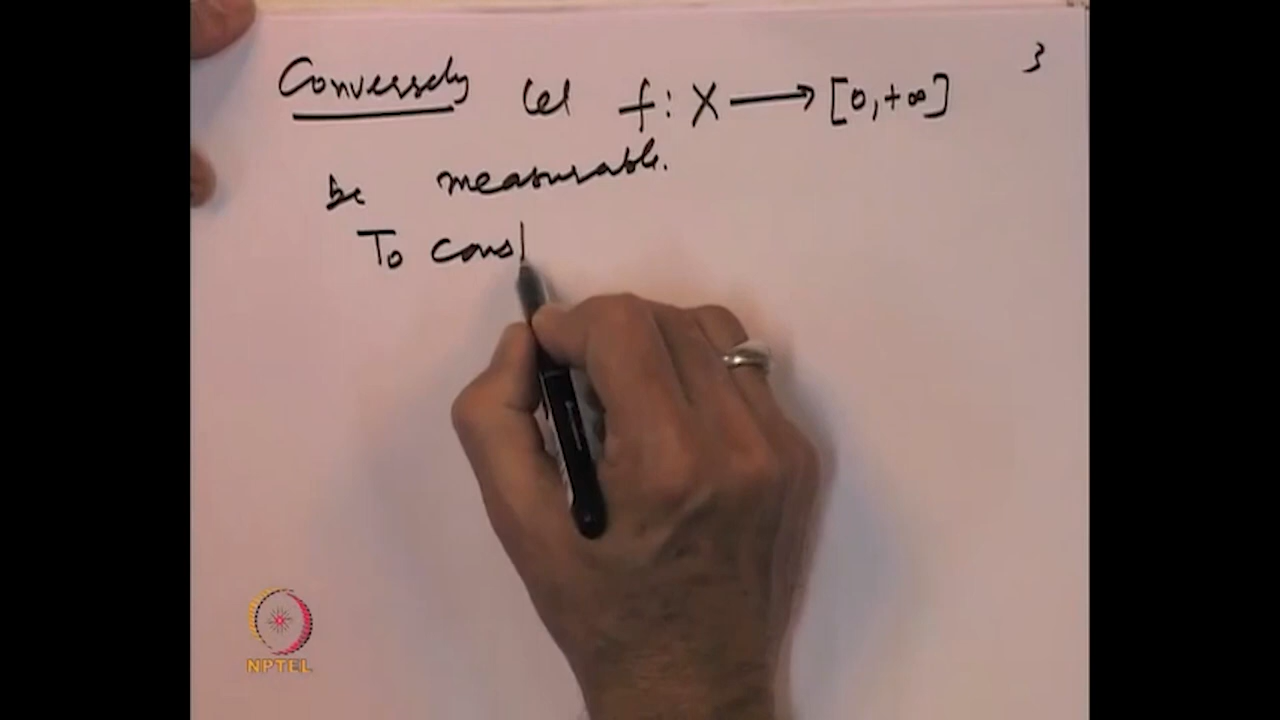 Conversely let f : X ⟶ [0, +∞] 3
be measurable.
To cons
NPTEL